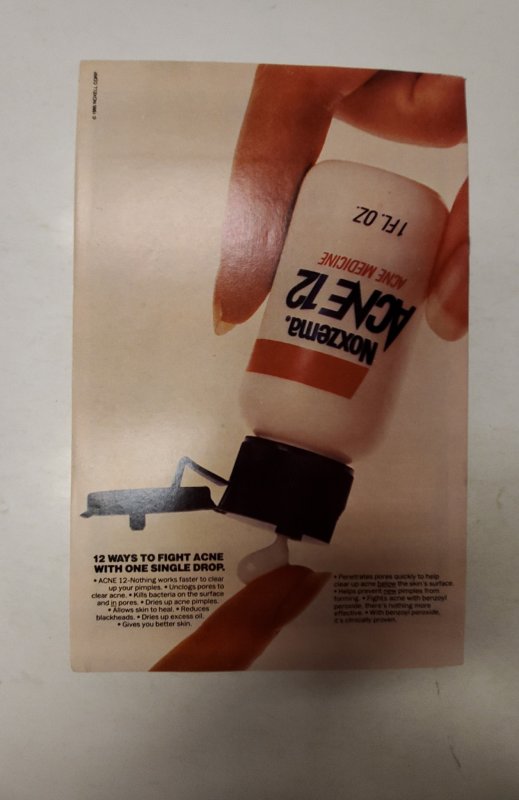 © 1985 NOXELL CORP.
1 FL. OZ.
ACNE MEDICINE
ACNE 12
Noxzema.
12 WAYS TO FIGHT ACNE
WITH ONE SINGLE DROP.
• ACNE 12-Nothing works faster to clear
up your pimples. • Unclogs pores to
clear acne. • Kills bacteria on the surface
and in pores. • Dries up acne pimples.
• Allows skin to heal. • Reduces
blackheads. • Dries up excess oil.
• Gives you better skin.
• Penetrates pores quickly to help
clear up acne below the skin's surface.
• Helps prevent new pimples from
forming. • Fights acne with benzoyl
peroxide, there's nothing more
effective. • With benzoyl peroxide,
it's clinically proven.